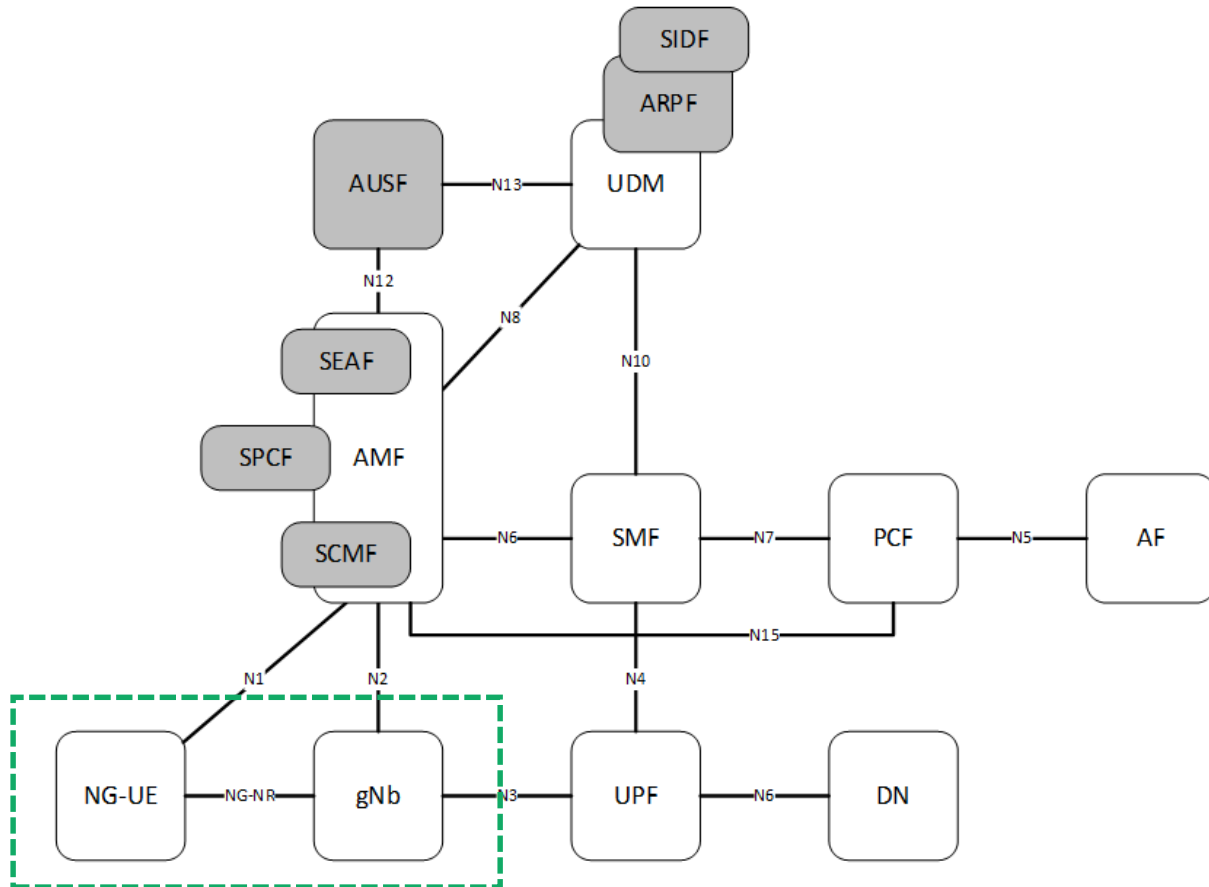 SIDF
ARPF
AUSF
N13
UDM
N12
N8
SEAF
N10
SPCF
AMF
SCMF
N6
SMF
N7
PCF
N5
AF
N15
N1
N2
N4
NG-UE
NG-NR
gNb
N3
UPF
N6
DN